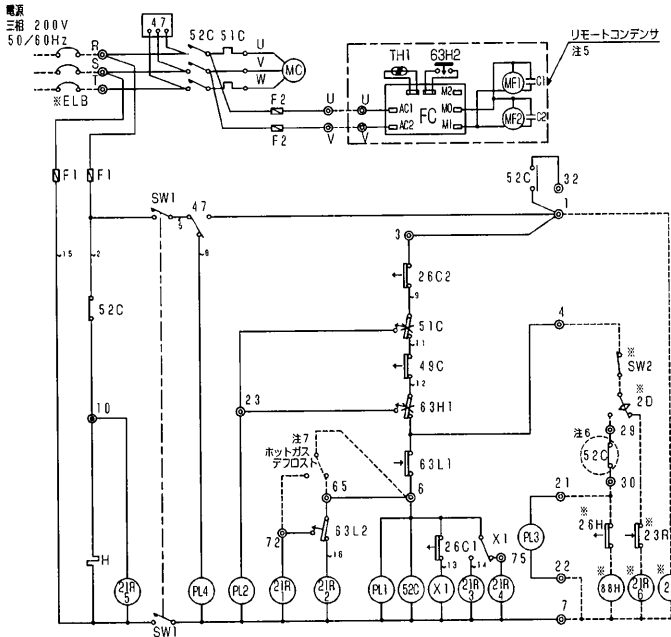 電源
三相 200V
50/60Hz
R
S
T
※ELB
47
52C 51C
U
V
W
MC
F2
F2
U
V
U
V
TH1
63H2
AC1
AC2
FC
M2
M0
M1
MF1
MF2
C1
C2
リモートコンデンサ
注5
F1
F1
SW1
47
5
15
2
8
52C
32
1
3
26C2
9
51C
11
49C
12
63H1
4
※
SW2
※
2D
52C
10
23
注7
ホットガス
デフロスト
63L1
注6
29
52C
30
65
6
21
※
26H
※
23R
72
63L2
16
26C1
13
X1
14
75
PL3
22
H
21R
5
PL4
PL2
21R
1
21R
2
PL1
52C
X1
21R
3
21R
4
※
88H
※
21R
6
※
2
7
SW1